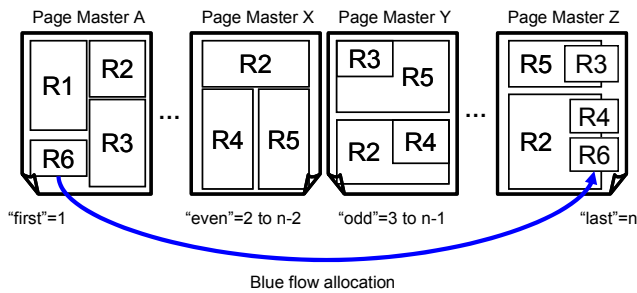 Page Master A
Page Master X
Page Master Y
Page Master Z
R1
R2
R3
R6
...
R2
R4
R5
R3
R5
R2
R4
...
R5
R3
R2
R4
R6
“first”=1
“even”=2 to n-2
“odd”=3 to n-1
“last”=n
Blue flow allocation